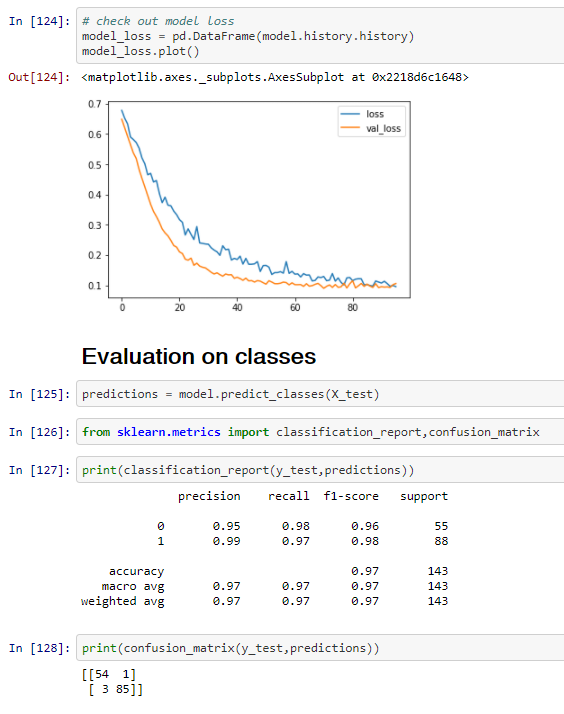 In [124]: # check out model loss
model_loss = pd.DataFrame(model.history.history)
model_loss.plot()
Out[124]: <matplotlib.axes._subplots.AxesSubplot at 0x2218d6c1648>
0.7
0.6
0.5
0.4
0.3
0.2
0.1
0 20 40 60 80
loss
val_loss
Evaluation on classes
In [125]: predictions = model.predict_classes(X_test)
In [126]: from sklearn.metrics import classification_report,confusion_matrix
In [127]: print(classification_report(y_test,predictions))
precision recall f1-score support
0 0.95 0.98 0.96 55
1 0.99 0.97 0.98 88
accuracy 0.97 143
macro avg 0.97 0.97 0.97 143
weighted avg 0.97 0.97 0.97 143
In [128]: print(confusion_matrix(y_test,predictions))
[[54 1]
[ 3 85]]